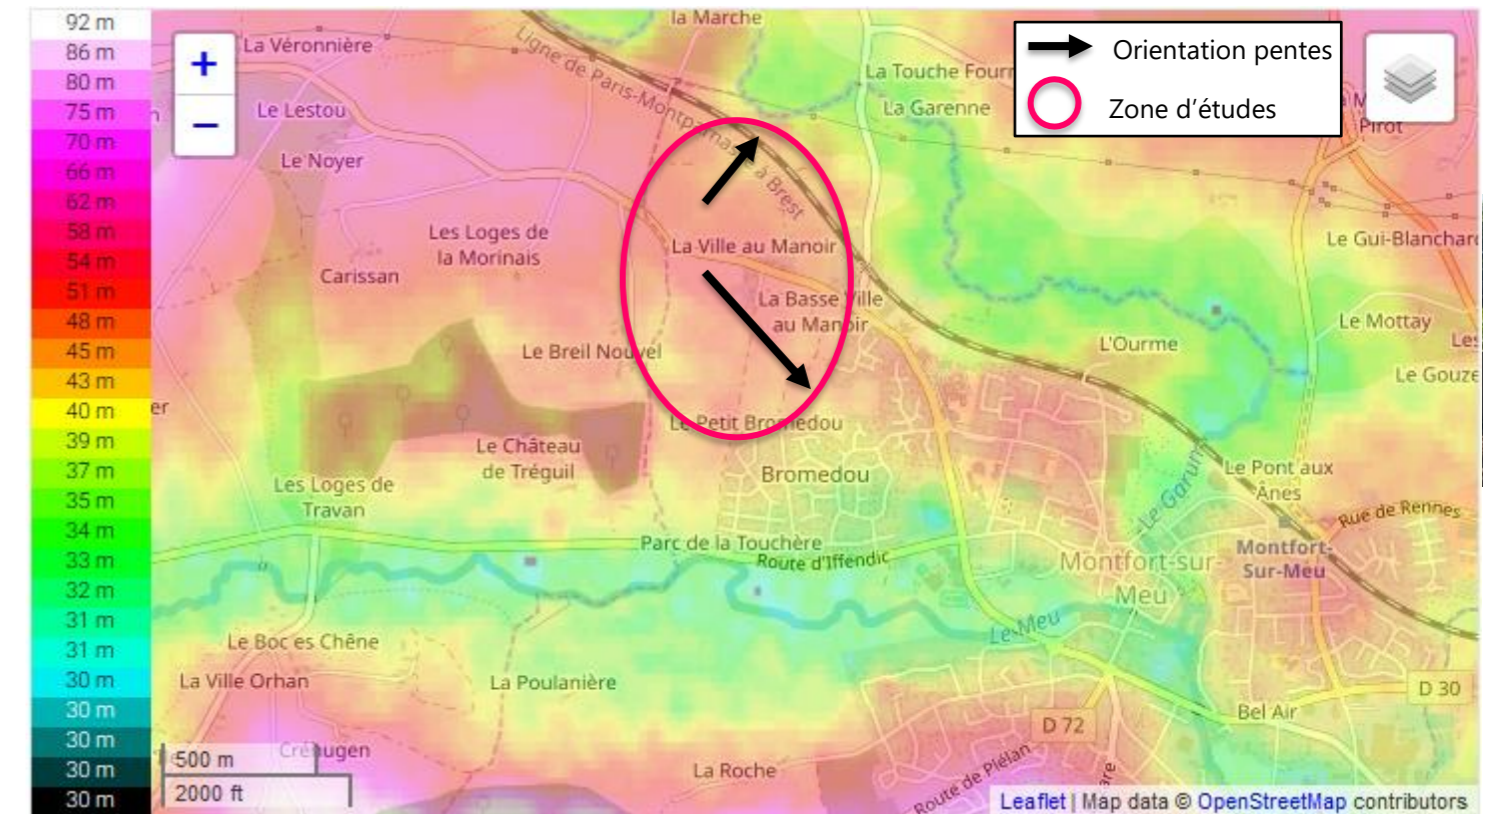 92 m
86 m
80 m
75 m
70 m
66 m
62 m
58 m
54 m
51 m
48 m
45 m
43 m
40 m
39 m
37 m
35 m
34 m
33 m
32 m
31 m
31 m
30 m
30 m
30 m
30 m
30 m
+
−
Orientation pentes
Zone d'études
la Marche
La Véronnière
Ligne de Paris-Montparnasse à Brest
La Touche Fourn
La Garenne
Le Lestou
Pirot
Le Noyer
Les Loges de
la Morinais
La Ville au Manoir
Le Gui-Blanchard
Carissan
La Basse Ville
au Manoir
Le Mottay
Les
L'Ourme
Le Breil Nouvel
Le Gouze
er
Le Petit Bromedou
Le Château
de Tréguil
Bromedou
Le Pont aux
Ânes
Les Loges de
Travan
Le Garun
Rue de Rennes
Parc de la Touchère
Route d'Iffendic
Montfort-
Sur-Meu
Montfort-sur-
Meu
Le Meu
Le Boc es Chêne
La Ville Orhan
La Poulanière
D 30
Bel Air
D 72
500 m
2000 ft
La Roche
Route de Plélan
are
Leaflet | Map data © OpenStreetMap contributors